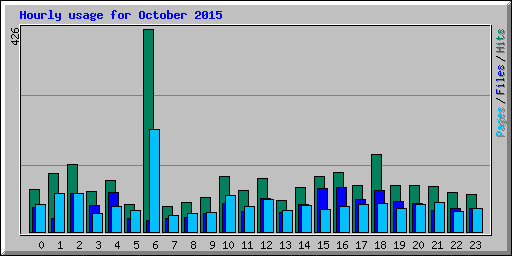 Hourly usage for October 2015
426
Pages / Files / Hits
0 1 2 3 4 5 6 7 8 9 10 11 12 13 14 15 16 17 18 19 20 21 22 23